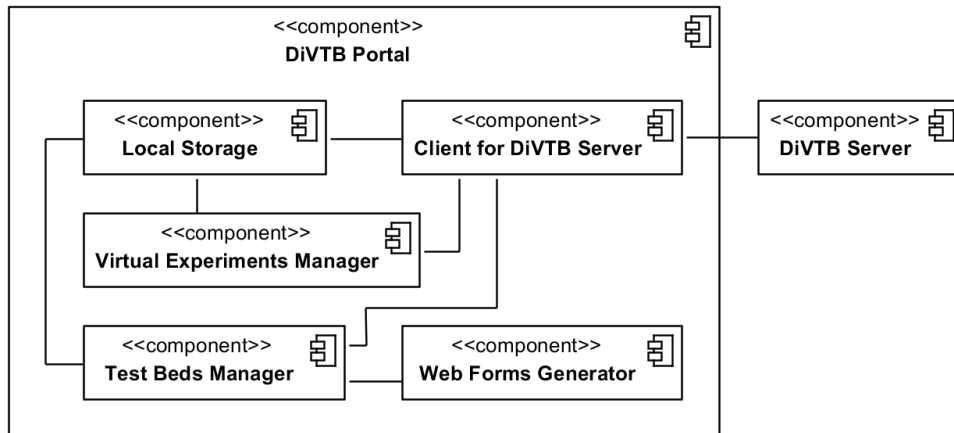 <<component>>
DiVTB Portal
<<component>>
Local Storage
<<component>>
Client for DiVTB Server
<<component>>
DiVTB Server
<<component>>
Virtual Experiments Manager
<<component>>
Test Beds Manager
<<component>>
Web Forms Generator